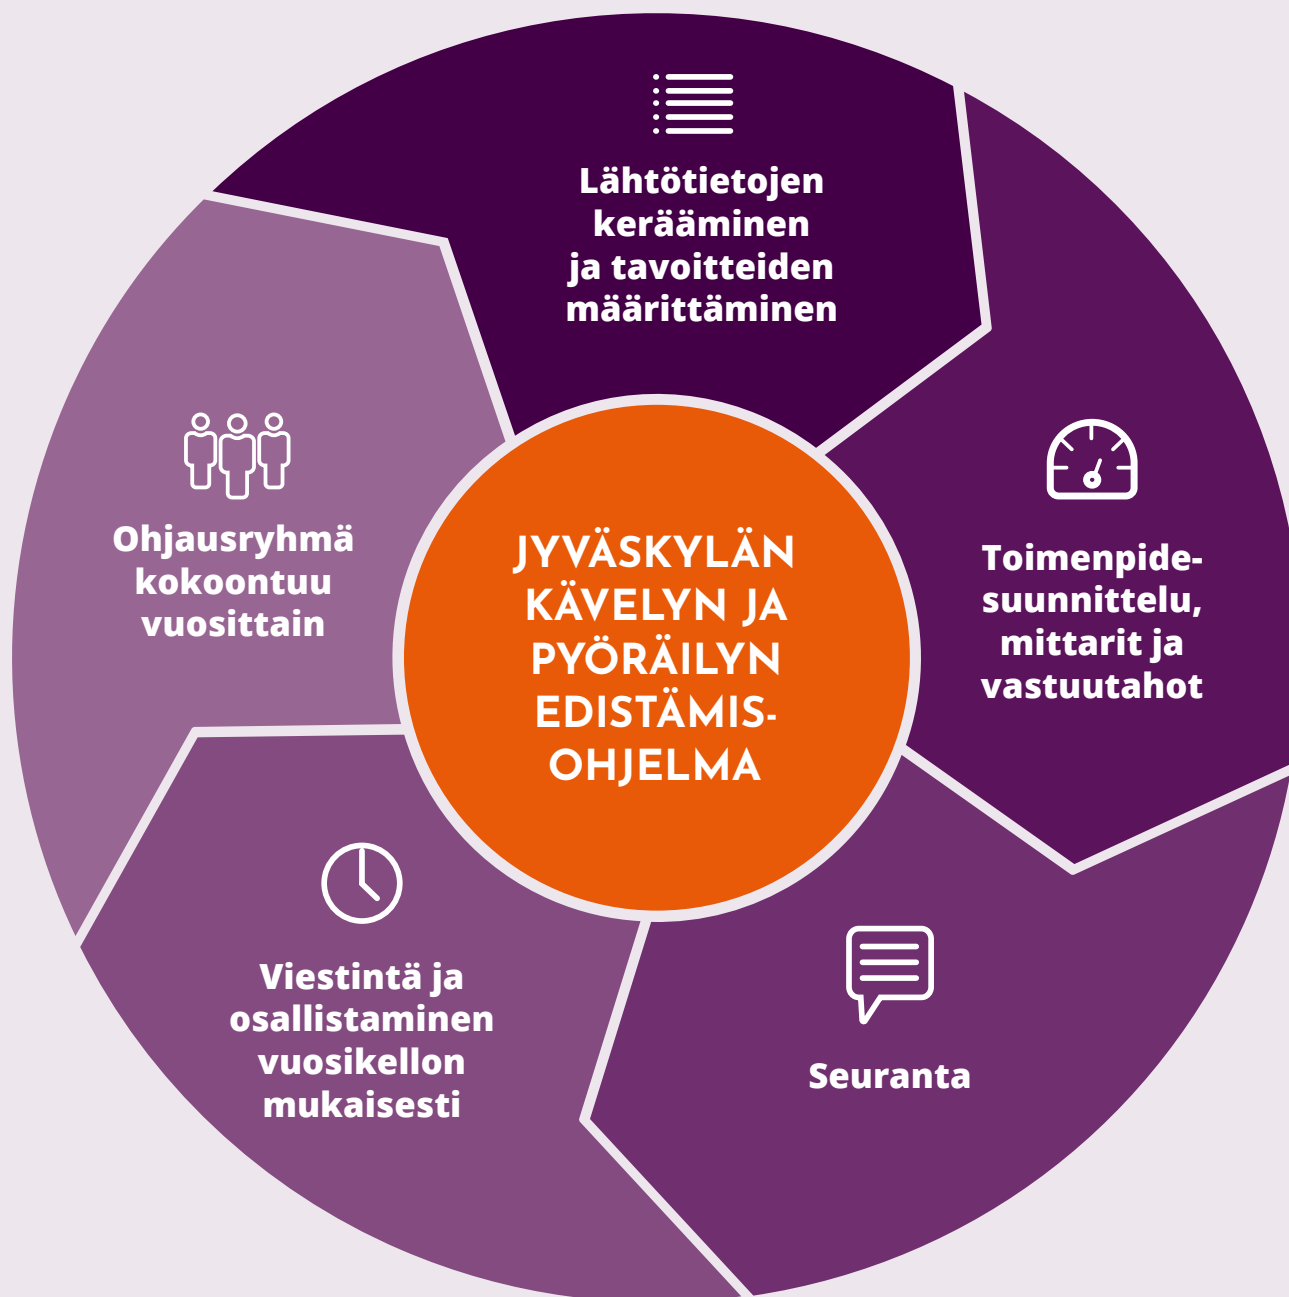 Lähtötietojen
kerääminen
ja tavoitteiden
määrittäminen
Toimenpide-
suunnittelu,
mittarit ja
vastuutahot
Seuranta
Viestintä ja
osallistaminen
vuosikellon
mukaisesti
Ohjausryhmä
kokoontuu
vuosittain
JYVÄSKYLÄN
KÄVELYN JA
PYÖRÄILYN
EDISTÄMIS-
OHJELMA